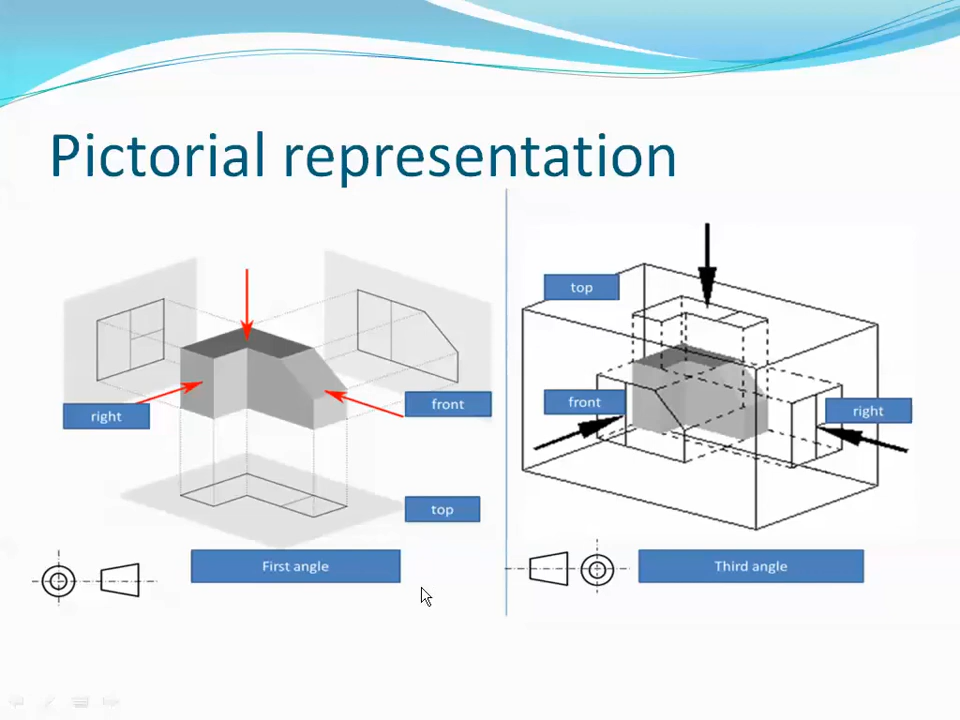 Pictorial representation
right
front
top
First angle
top
front
right
Third angle